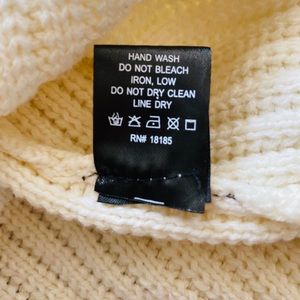 HAND WASH
DO NOT BLEACH
IRON, LOW
DO NOT DRY CLEAN
LINE DRY
RN# 18185